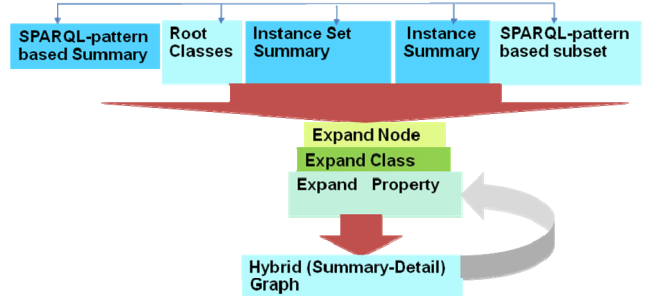 SPARQL-pattern
based Summary
Root
Classes
Instance Set
Summary
Instance
Summary
SPARQL-pattern
based subset
Expand Node
Expand Class
Expand Property
Hybrid (Summary-Detail)
Graph